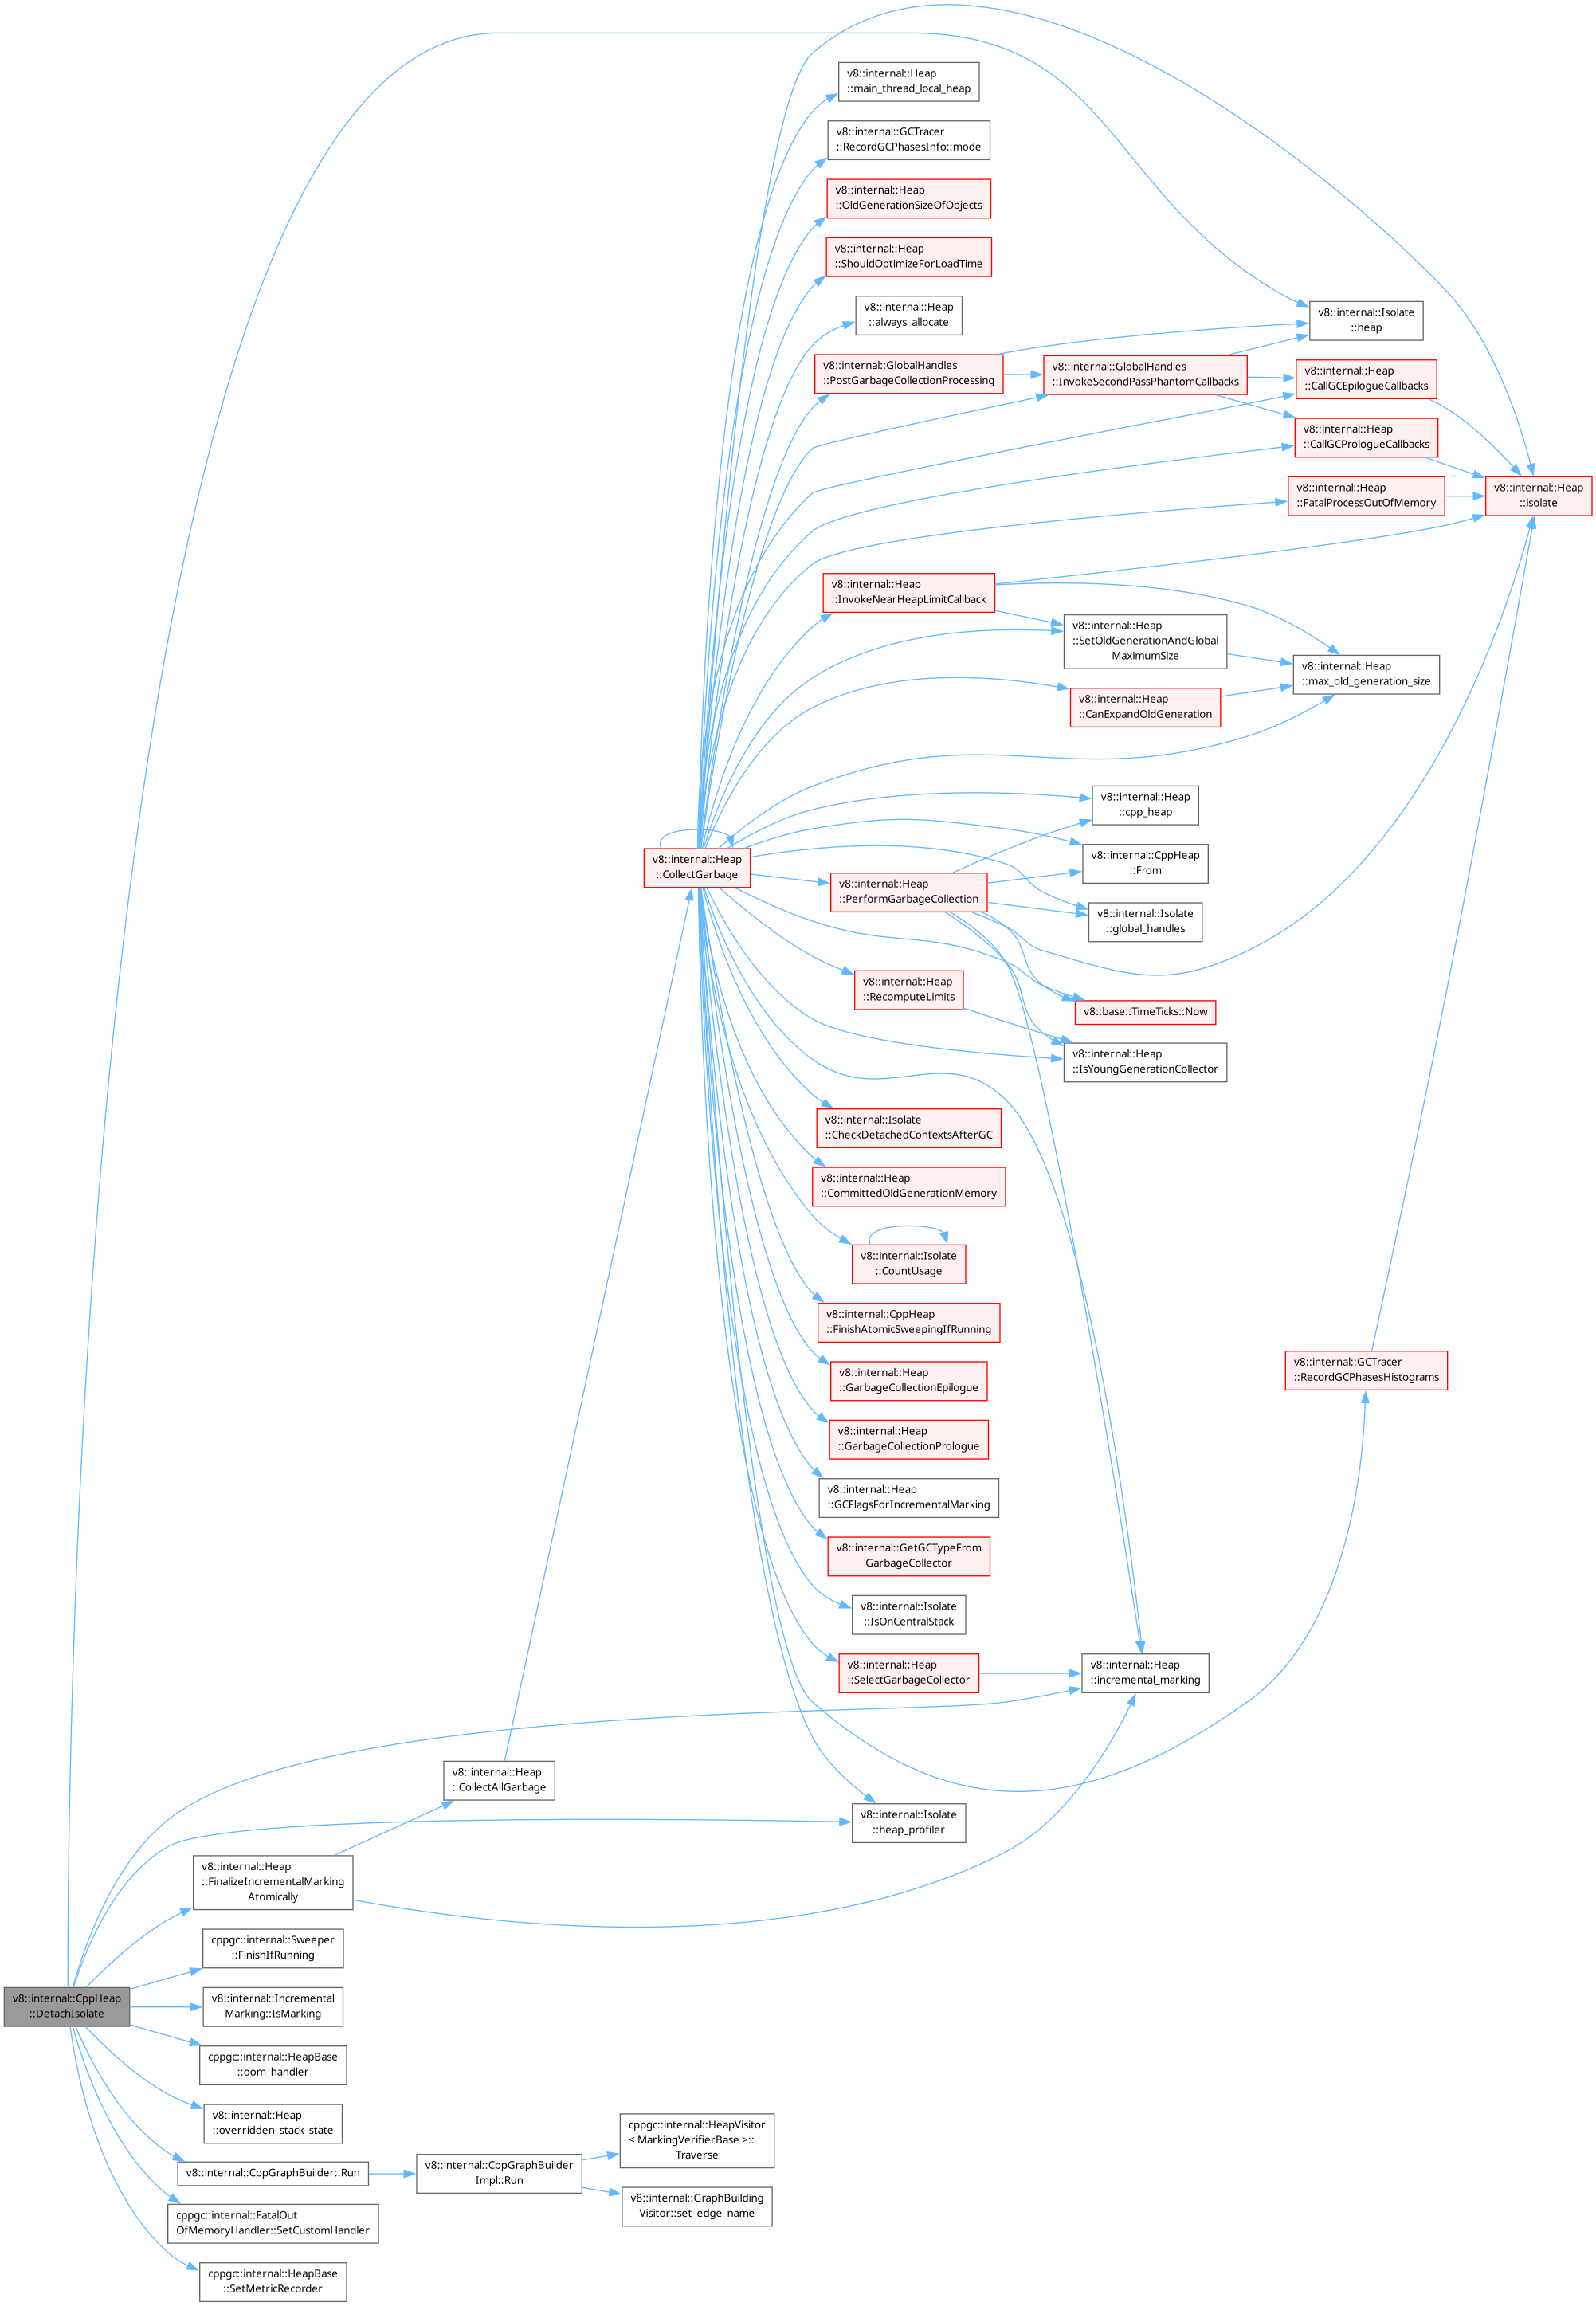 v8::internal::Heap
::main_thread_local_heap
v8::internal::GCTracer
::RecordGCPhasesInfo::mode
v8::internal::Heap
::OldGenerationSizeOfObjects
v8::internal::Heap
::ShouldOptimizeForLoadTime
v8::internal::Heap
::always_allocate
v8::internal::Isolate
::heap
v8::internal::GlobalHandles
::PostGarbageCollectionProcessing
v8::internal::GlobalHandles
::InvokeSecondPassPhantomCallbacks
v8::internal::Heap
::CallGCEpilogueCallbacks
v8::internal::Heap
::CallGCPrologueCallbacks
v8::internal::Heap
::FatalProcessOutOfMemory
v8::internal::Heap
::isolate
v8::internal::Heap
::InvokeNearHeapLimitCallback
v8::internal::Heap
::SetOldGenerationAndGlobal
MaximumSize
v8::internal::Heap
::max_old_generation_size
v8::internal::Heap
::CanExpandOldGeneration
v8::internal::Heap
::cpp_heap
v8::internal::Heap
::CollectGarbage
v8::internal::CppHeap
::From
v8::internal::Heap
::PerformGarbageCollection
v8::internal::Isolate
::global_handles
v8::internal::Heap
::RecomputeLimits
v8::base::TimeTicks::Now
v8::internal::Heap
::IsYoungGenerationCollector
v8::internal::Isolate
::CheckDetachedContextsAfterGC
v8::internal::Heap
::CommittedOldGenerationMemory
v8::internal::Isolate
::CountUsage
v8::internal::CppHeap
::FinishAtomicSweepingIfRunning
v8::internal::GCTracer
::RecordGCPhasesHistograms
v8::internal::Heap
::GarbageCollectionEpilogue
v8::internal::Heap
::GarbageCollectionPrologue
v8::internal::Heap
::GCFlagsForIncrementalMarking
v8::internal::GetGCTypeFrom
GarbageCollector
v8::internal::Isolate
::IsOnCentralStack
v8::internal::Heap
::SelectGarbageCollector
v8::internal::Heap
::incremental_marking
v8::internal::Heap
::CollectAllGarbage
v8::internal::Isolate
::heap_profiler
v8::internal::Heap
::FinalizeIncrementalMarking
Atomically
cppgc::internal::Sweeper
::FinishIfRunning
v8::internal::CppHeap
::DetachIsolate
v8::internal::Incremental
Marking::IsMarking
cppgc::internal::HeapBase
::oom_handler
v8::internal::Heap
::overridden_stack_state
v8::internal::CppGraphBuilder::Run
v8::internal::CppGraphBuilder
Impl::Run
cppgc::internal::HeapVisitor
< MarkingVerifierBase >::
Traverse
v8::internal::GraphBuilding
Visitor::set_edge_name
cppgc::internal::FatalOut
OfMemoryHandler::SetCustomHandler
cppgc::internal::HeapBase
::SetMetricRecorder